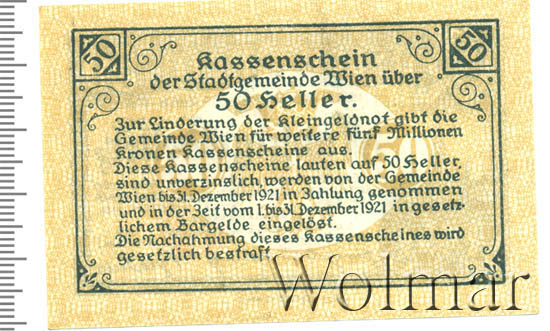 50 50
Kassenschein
der Stadtgemeinde Wien über
50 Heller.
Zur Linderung der Kleingeldnot gibt die
Gemeinde Wien für weitere fünf Millionen
Kronen Kassenscheine aus.
Diese Kassenscheine lauten auf 50 Heller,
sind unverzinslich, werden von der Gemeinde
Wien bis 31. Dezember 1921 in Zahlung genommen
und in der Zeit vom 1. bis 31. Dezember 1921 in gesetz-
lichem Bargelde eingelöst.
Die Nachahmung dieses Kassenscheines wird
gesetzlich bestraft.
50
Wolmar